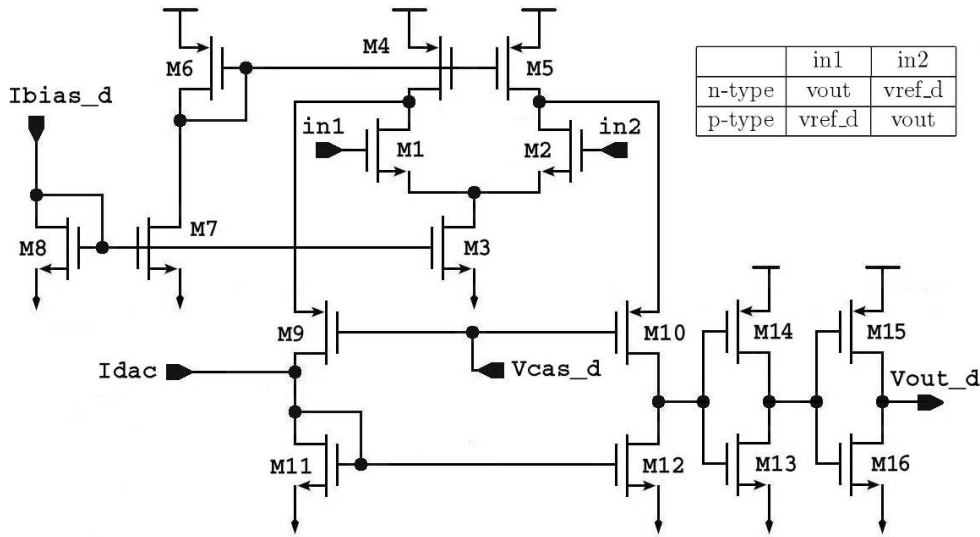 M4
M5
M6
in1 in2
n-type vout vref_d
p-type vref_d vout
Ibias_d
in1
in2
M1
M2
M8
M7
M3
M9
M10
M14
M15
Idac
Vcas_d
Vout_d
M11
M12
M13
M16